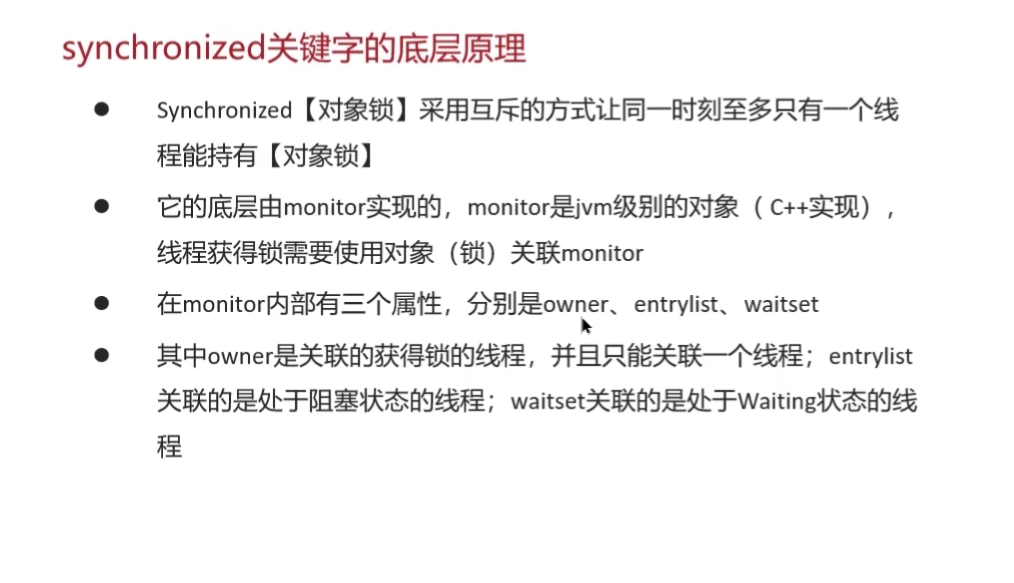 synchronized关键字的底层原理
● Synchronized【对象锁】采用互斥的方式让同一时刻至多只有一个线
程能持有【对象锁】
● 它的底层由monitor实现的，monitor是jvm级别的对象（ C++实现），
线程获得锁需要使用对象（锁）关联monitor
● 在monitor内部有三个属性，分别是owner、entrylist、waitset
● 其中owner是关联的获得锁的线程，并且只能关联一个线程；entrylist
关联的是处于阻塞状态的线程；waitset关联的是处于Waiting状态的线
程